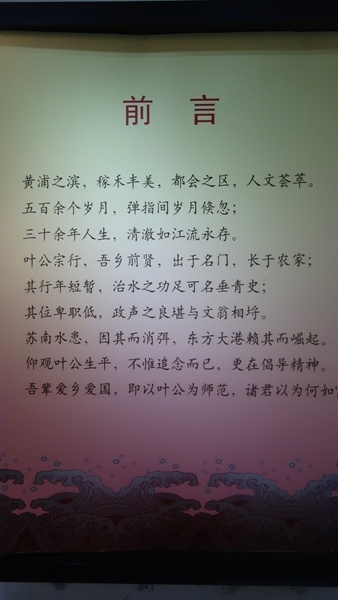 前言
黄浦之滨，稼禾丰美，都会之区，人文荟萃。
五百余个岁月，弹指间岁月倏忽；
三十余年人生，清澈如江流永存。
叶公宗行，吾乡前贤，出于名门，长于农家；
其行年短暂，治水之功足可名垂青史；
其位卑职低，政声之良堪与文翁相埒。
苏南水患，因其而消弭，东方大港赖其而崛起。
仰观叶公生平，不惟追念而已，更在倡导精神。
吾辈爱乡爱国，即以叶公为师范，诸君以为何如